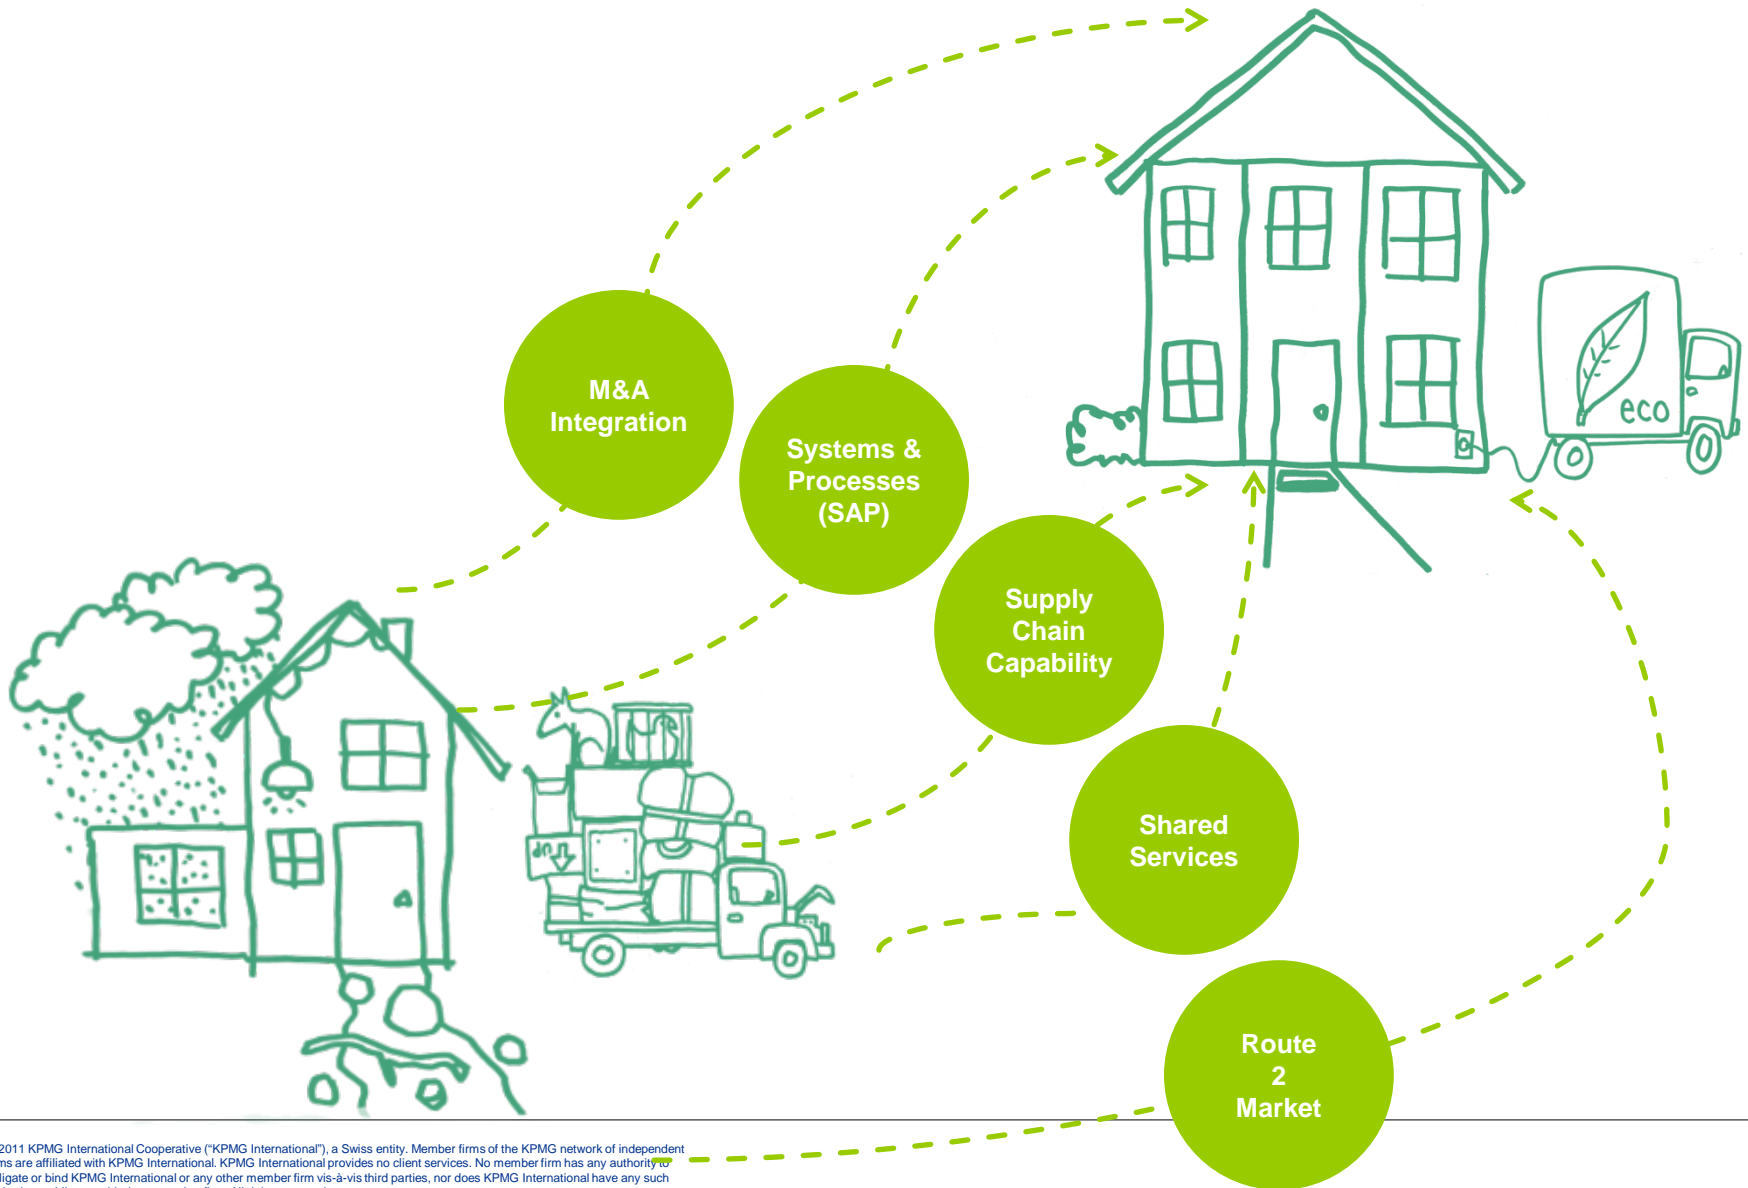 M&A
Integration
Systems &
Processes
(SAP)
eco
Supply
Chain
Capability
Shared
Services
UP
Route
2
Market
2011 KPMG International Cooperative (“KPMG International”), a Swiss entity. Member firms of the KPMG network of independent
ms are affiliated with KPMG International. KPMG International provides no client services. No member firm has any authority to
ligate or bind KPMG International or any other member firm vis-à-vis third parties, nor does KPMG International have any such